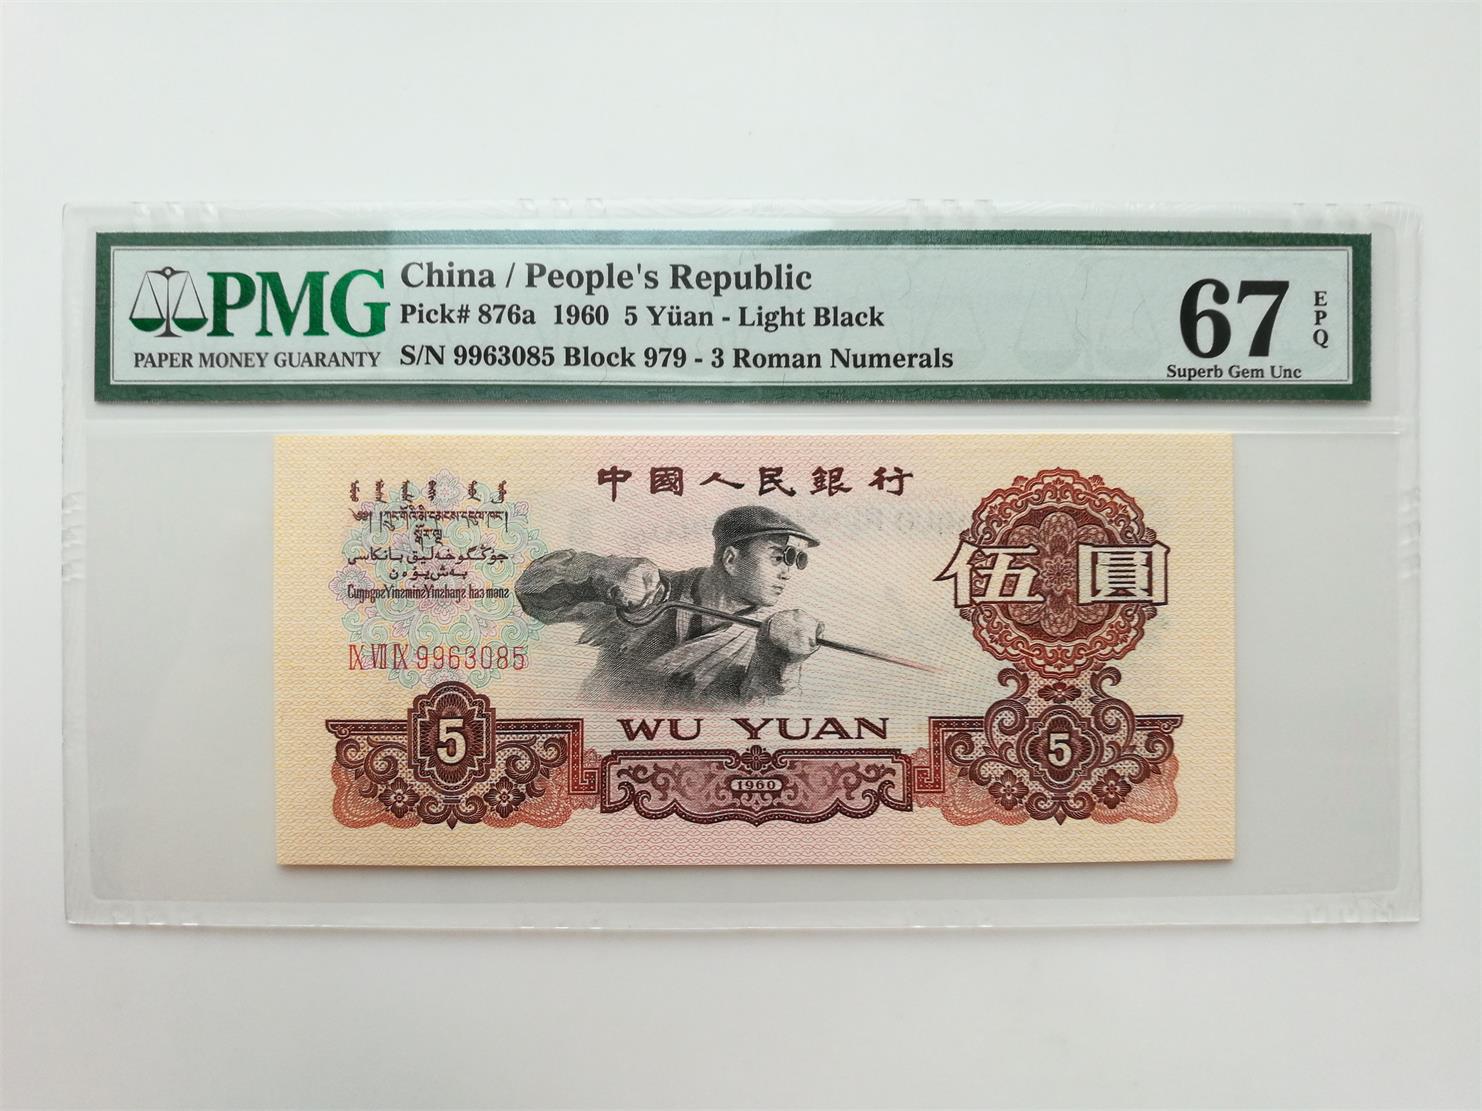 PMG
PAPER MONEY GUARANTY
China / People's Republic
Pick# 876a 1960 5 Yüan - Light Black
S/N 9963085 Block 979 - 3 Roman Numerals
67
EPQ
Superb Gem Unc
中國人民銀行
IX VII IX 9963085
伍圓
WU YUAN
5
5
1960